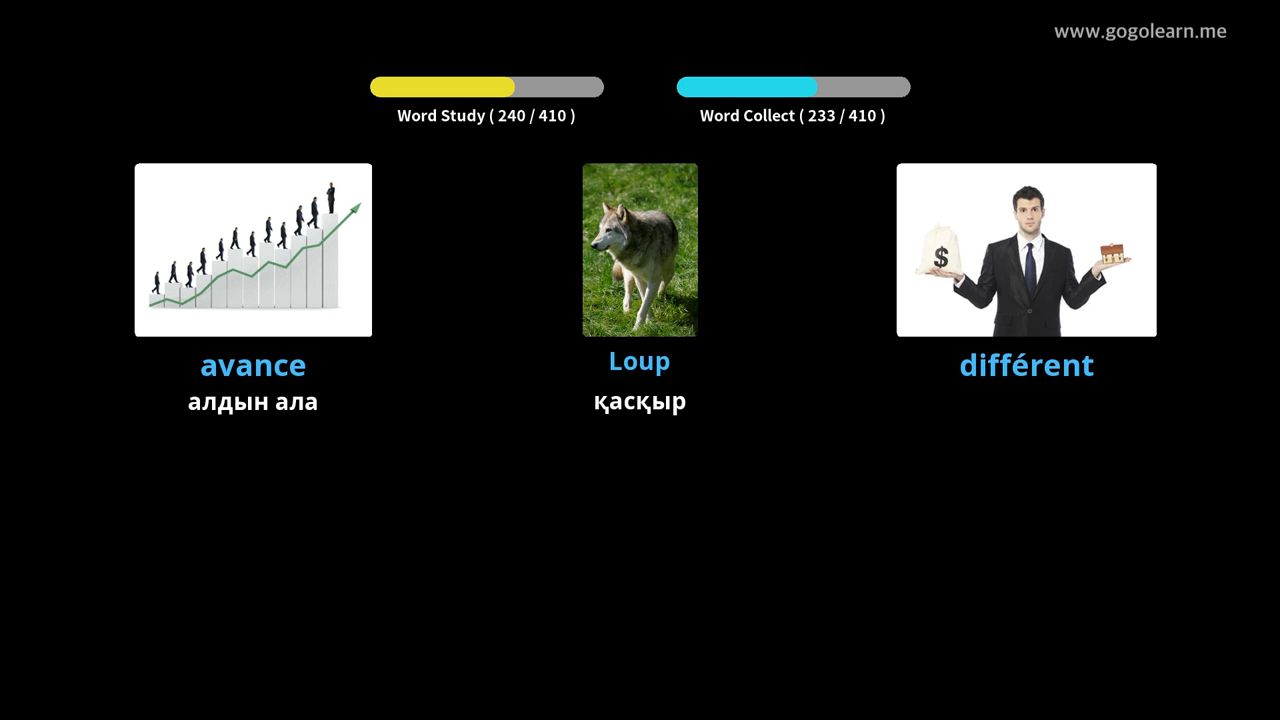 www.gogolearn.me
Word Study ( 240 / 410 )
Word Collect ( 233 / 410 )
$
avance
алдын ала
Loup
қасқыр
différent